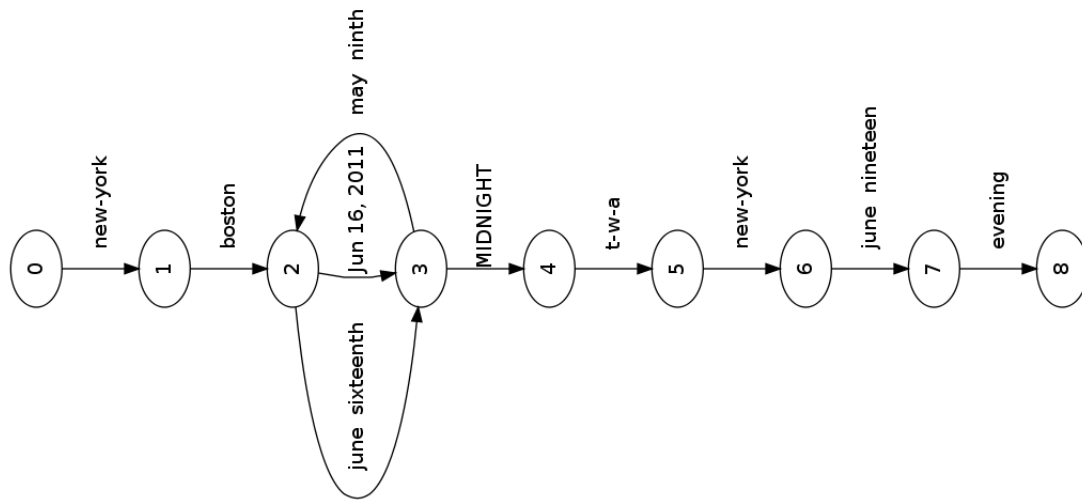 0
new-york
1
boston
2
june sixteenth
Jun 16, 2011
may ninth
3
MIDNIGHT
4
t-w-a
5
new-york
6
june nineteen
7
evening
8